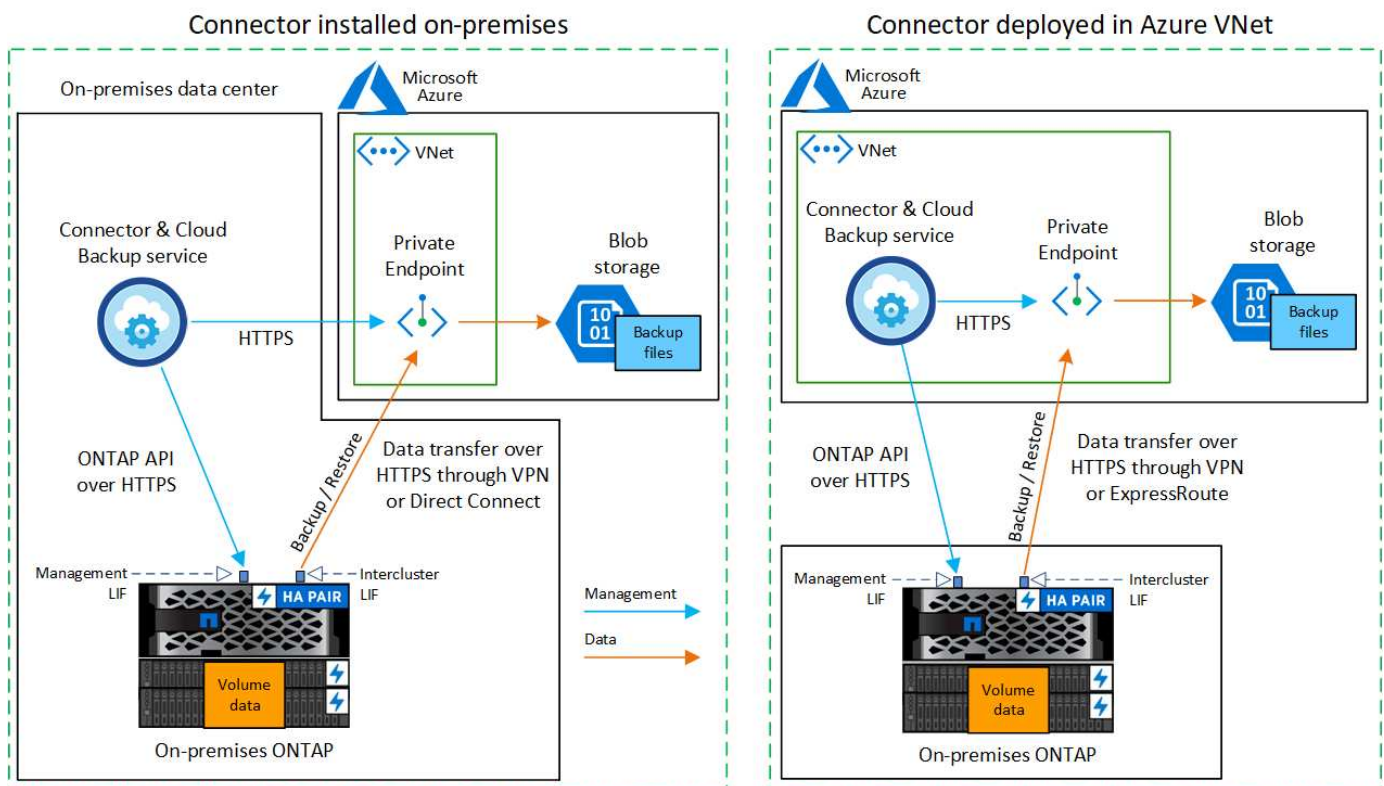 Connector installed on-premises
On-premises data center
Microsoft
Azure
VNet
Connector & Cloud
Backup service
Private
Endpoint
Blob
storage
10
01
Backup
files
HTTPS
ONTAP API
over HTTPS
Backup / Restore
Data transfer over
HTTPS through VPN
or Direct Connect
Management
LIF
Intercluster
LIF
HA PAIR
Volume
data
On-premises ONTAP
Management
Data
Connector deployed in Azure VNet
Microsoft
Azure
VNet
Connector & Cloud
Backup service
Private
Endpoint
Blob
storage
10
01
Backup
files
HTTPS
ONTAP API
over HTTPS
Backup / Restore
Data transfer over
HTTPS through VPN
or ExpressRoute
Management
LIF
Intercluster
LIF
HA PAIR
Volume
data
On-premises ONTAP